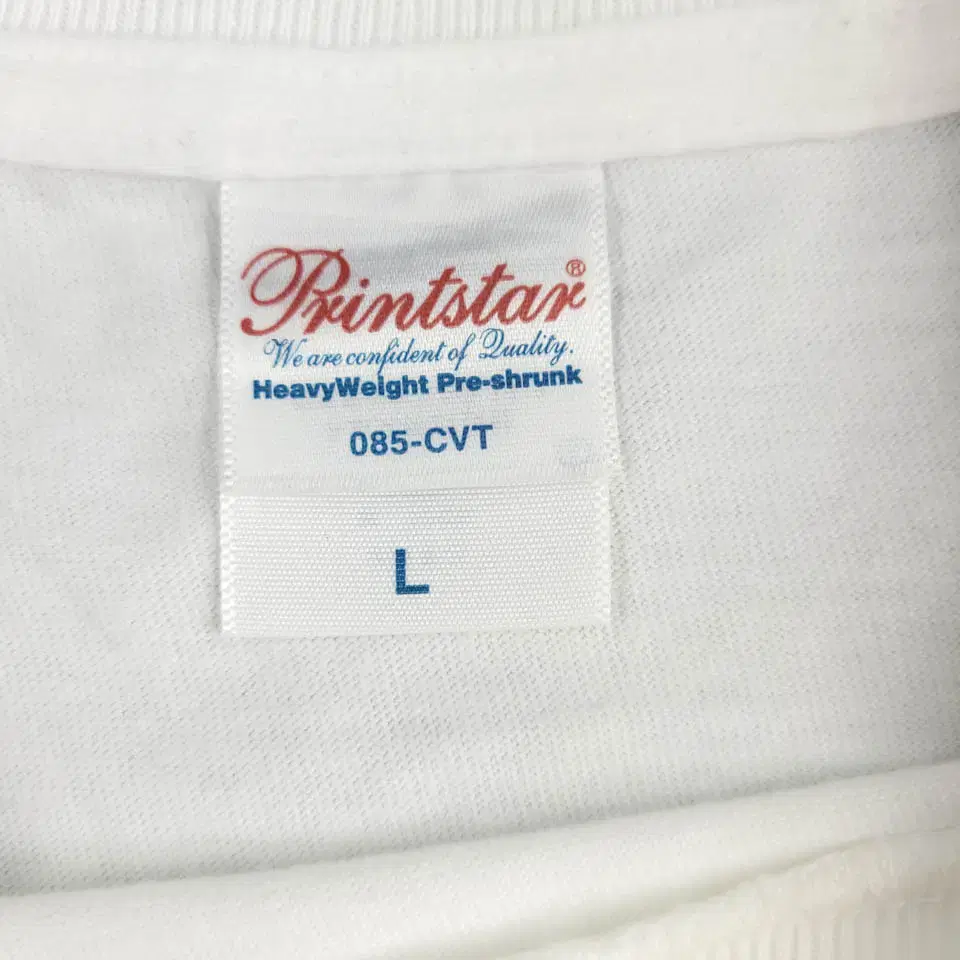 Printstar®
We are confident of Quality.
HeavyWeight Pre-shrunk
085-CVT
L